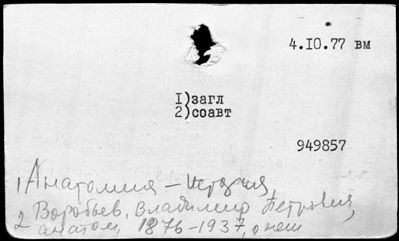 4.10.77 вм
1)загл
2)соавт
949857
1 Анатомия – История,
2 Воробьев, Владимир Петрович,
анатом, 1876-1937, о нем